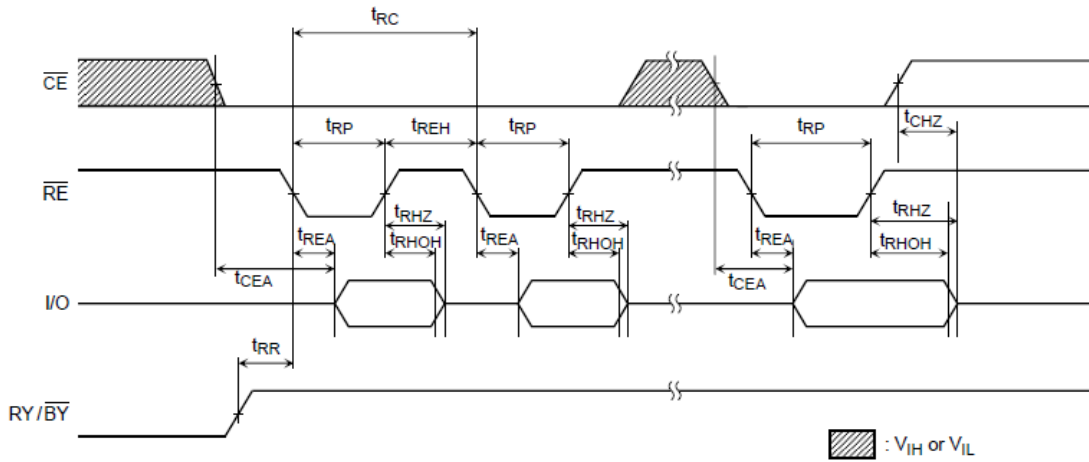 tRC
CE
tCHZ
tRP tREH tRP tRP
RE
tRHZ tRHZ tRHZ
tREA tRHOH tREA tRHOH tREA tRHOH
tCEA tCEA
I/O
tRR
RY/BY
: VIH or VIL